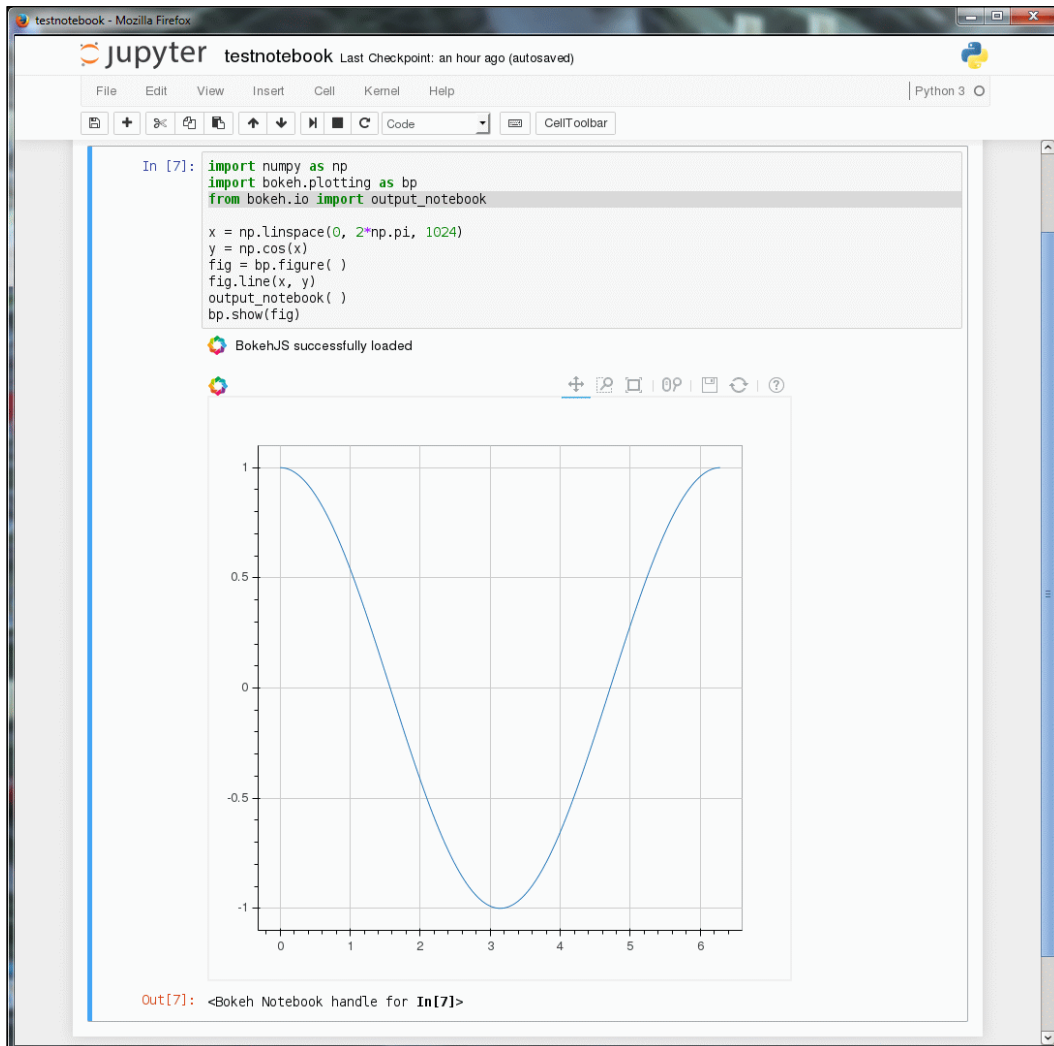 testnotebook - Mozilla Firefox
jupyter testnotebook Last Checkpoint: an hour ago (autosaved)
File Edit View Insert Cell Kernel Help Python 3
Code CellToolbar
In [7]: import numpy as np
import bokeh.plotting as bp
from bokeh.io import output_notebook
x = np.linspace(0, 2*np.pi, 1024)
y = np.cos(x)
fig = bp.figure( )
fig.line(x, y)
output_notebook( )
bp.show(fig)
BokehJS successfully loaded
1
0.5
0
-0.5
-1
0 1 2 3 4 5 6
Out[7]: <Bokeh Notebook handle for In[7]>